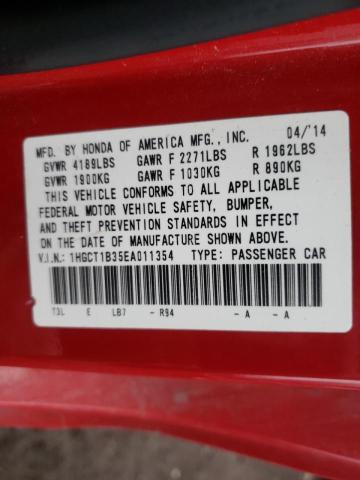 MFD. BY HONDA OF AMERICA MFG., INC. 04/'14
GVWR 4189LBS GAWR F 2271LBS R 1962LBS
GVWR 1900KG GAWR F 1030KG R 890KG
THIS VEHICLE CONFORMS TO ALL APPLICABLE
FEDERAL MOTOR VEHICLE SAFETY, BUMPER,
AND THEFT PREVENTION STANDARDS IN EFFECT
ON THE DATE OF MANUFACTURE SHOWN ABOVE.
V.I.N.: 1HGCT1B35EA011354 TYPE: PASSENGER CAR
T3L E LB7 - R94 - A - A